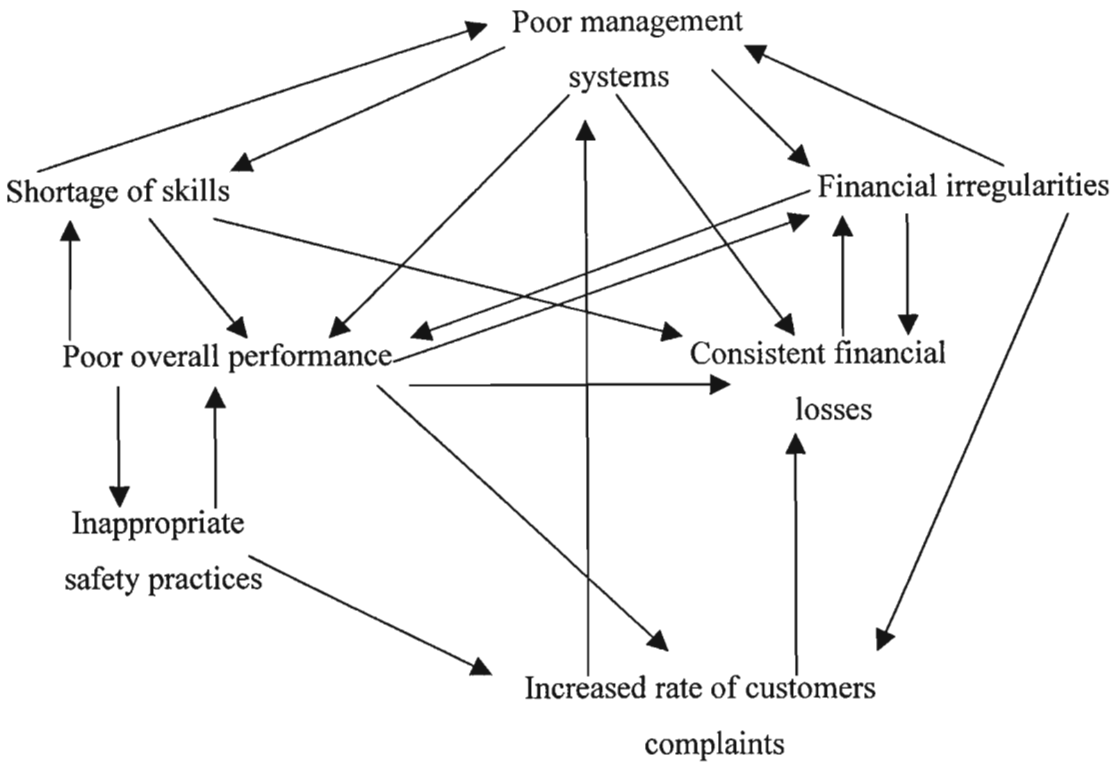 Poor management
systems
Shortage of skills
Financial irregularities
Poor overall performance
Consistent financial
losses
Inappropriate
safety practices
Increased rate of customers
complaints